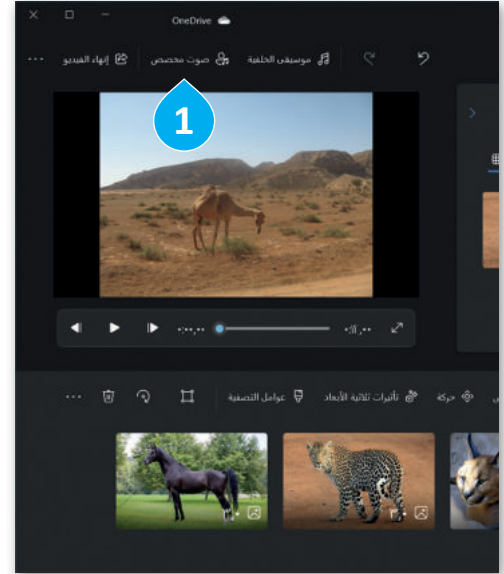 OneDrive
موسيقى الخلفية صوت مخصص إنهاء الفيديو ...
1
حركة تأثيرات ثلاثية الأبعاد عوامل التصفية ...